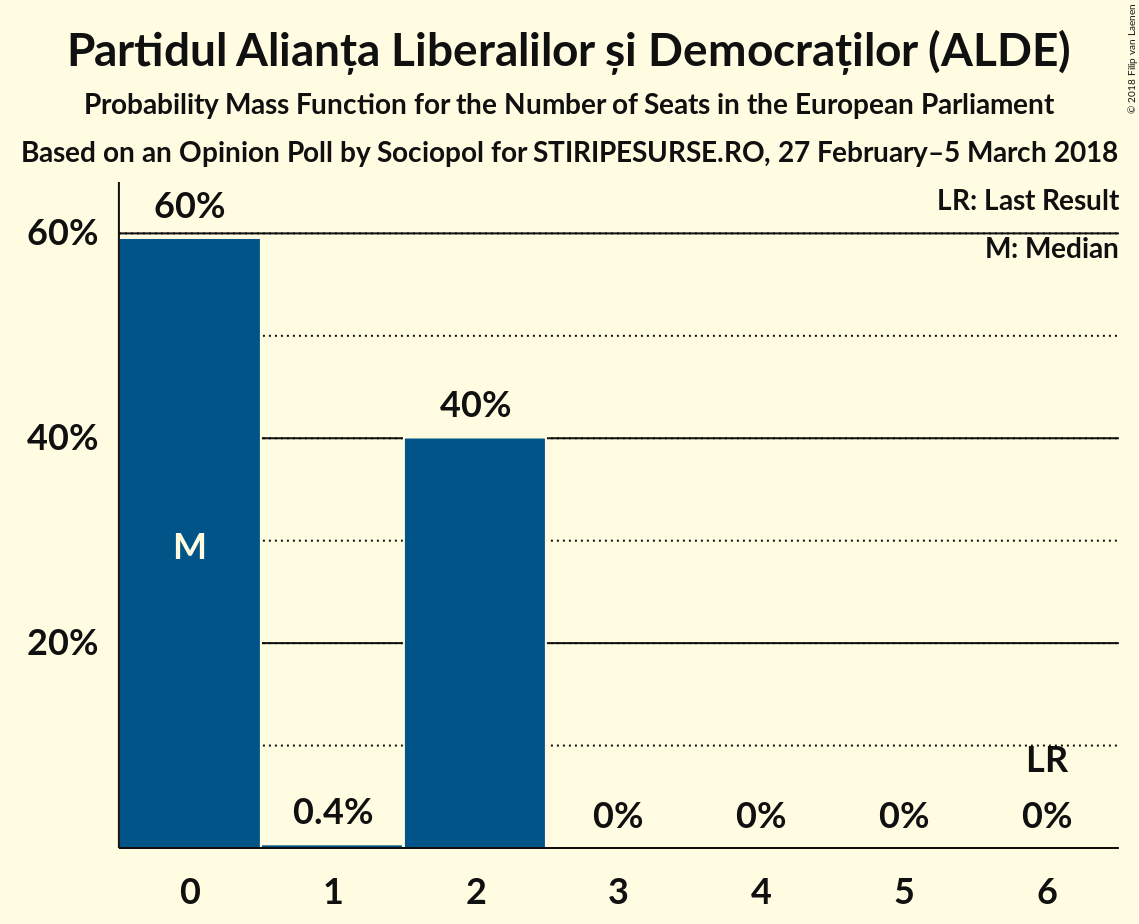 Partidul Alianța Liberalilor și Democraților (ALDE)
Probability Mass Function for the Number of Seats in the European Parliament
Based on an Opinion Poll by Sociopol for STIRIPESURSE.RO, 27 February–5 March 2018
© 2018 Filip van Laenen
LR: Last Result
M: Median
60%
60%
40%
40%
M
20%
LR
0.4%
0%
0%
0%
0%
0 1 2 3 4 5 6